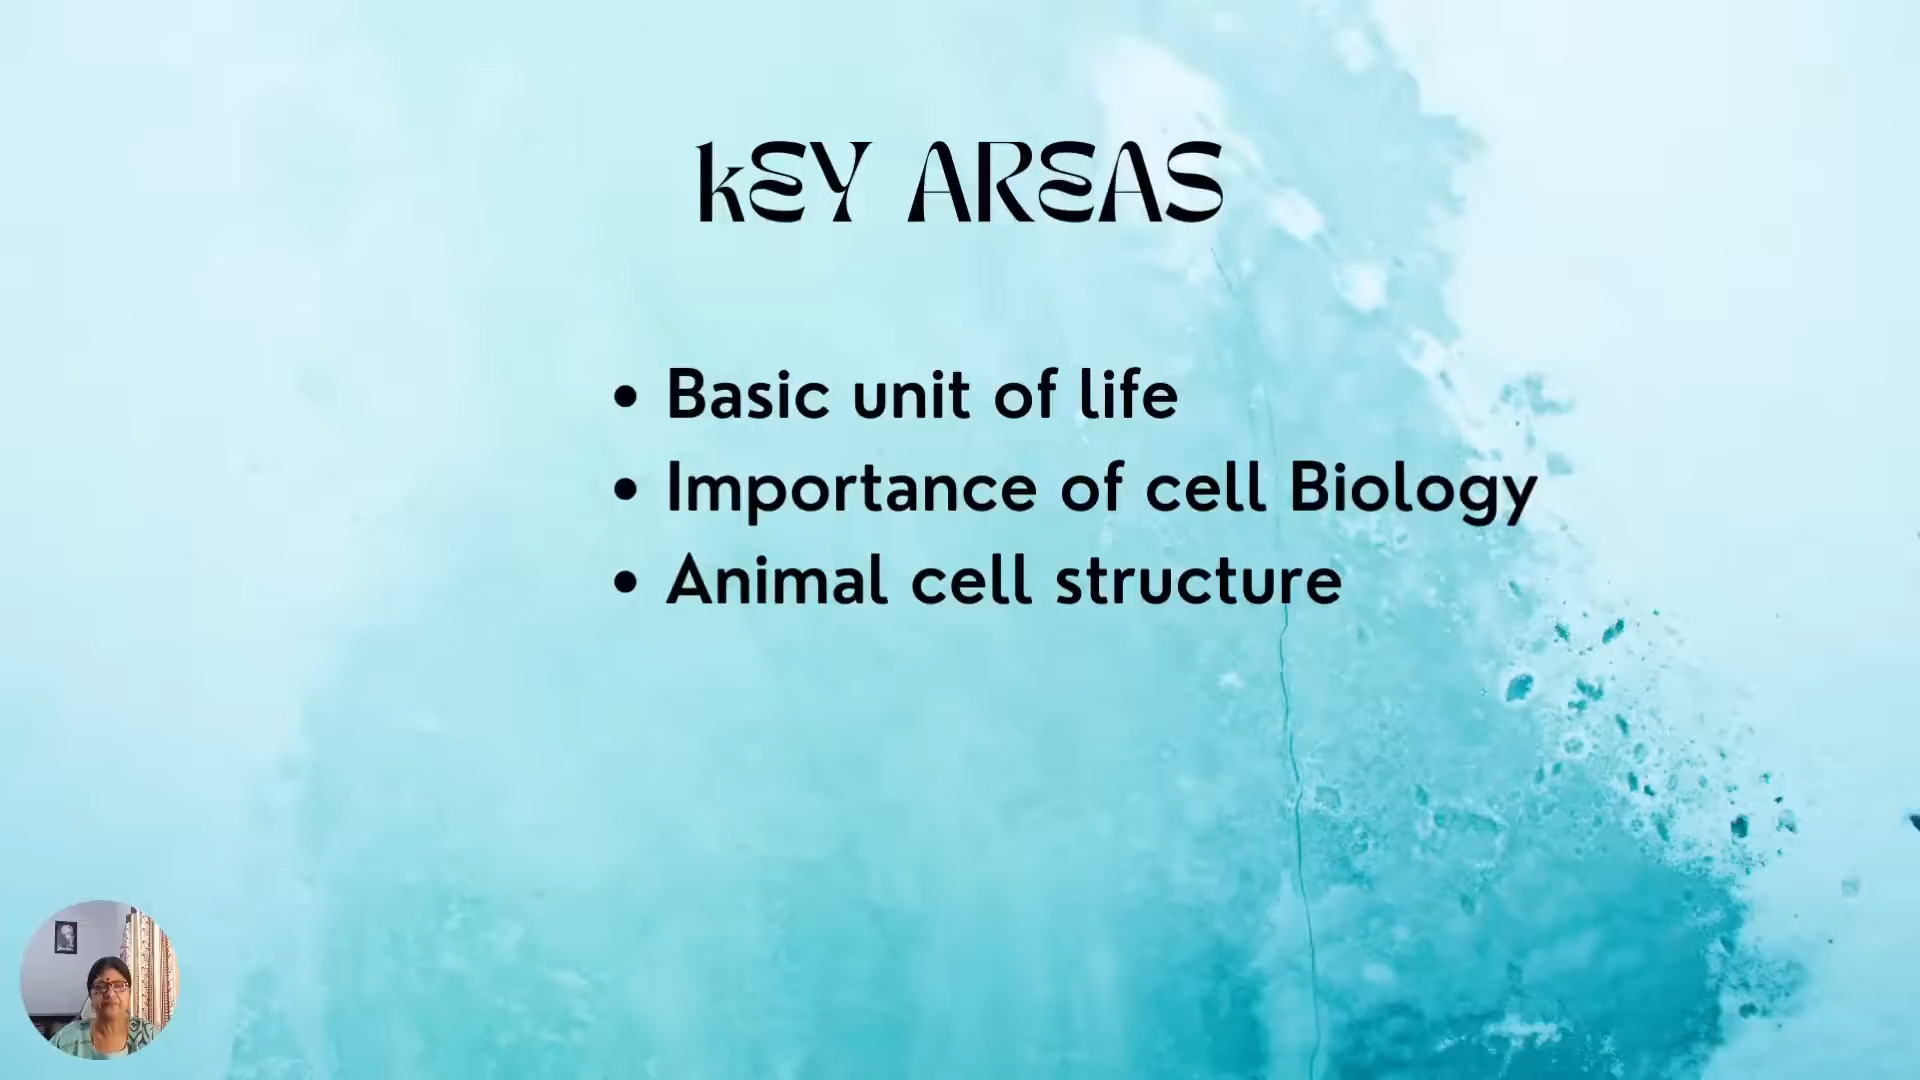 kEY AREAS
• Basic unit of life
• Importance of cell Biology
• Animal cell structure